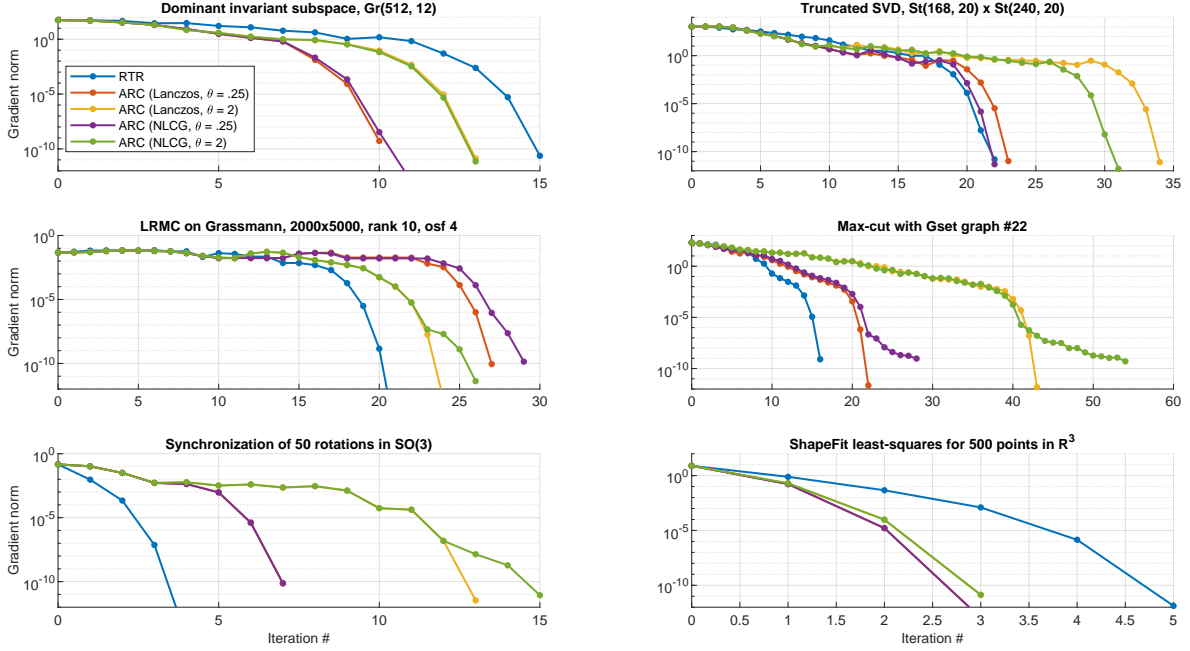 Dominant invariant subspace, Gr(512, 12)
Gradient norm
10^0
10^-5
10^-10
RTR
ARC (Lanczos, θ = .25)
ARC (Lanczos, θ = 2)
ARC (NLCG, θ = .25)
ARC (NLCG, θ = 2)
0 5 10 15
Truncated SVD, St(168, 20) x St(240, 20)
10^0
10^-5
10^-10
0 5 10 15 20 25 30 35
LRMC on Grassmann, 2000x5000, rank 10, osf 4
Gradient norm
10^0
10^-5
10^-10
0 5 10 15 20 25 30
Max-cut with Gset graph #22
10^0
10^-5
10^-10
0 10 20 30 40 50 60
Synchronization of 50 rotations in SO(3)
Gradient norm
10^0
10^-5
10^-10
0 5 10 15
Iteration #
ShapeFit least-squares for 500 points in R^3
10^0
10^-5
10^-10
0 0.5 1 1.5 2 2.5 3 3.5 4 4.5 5
Iteration #